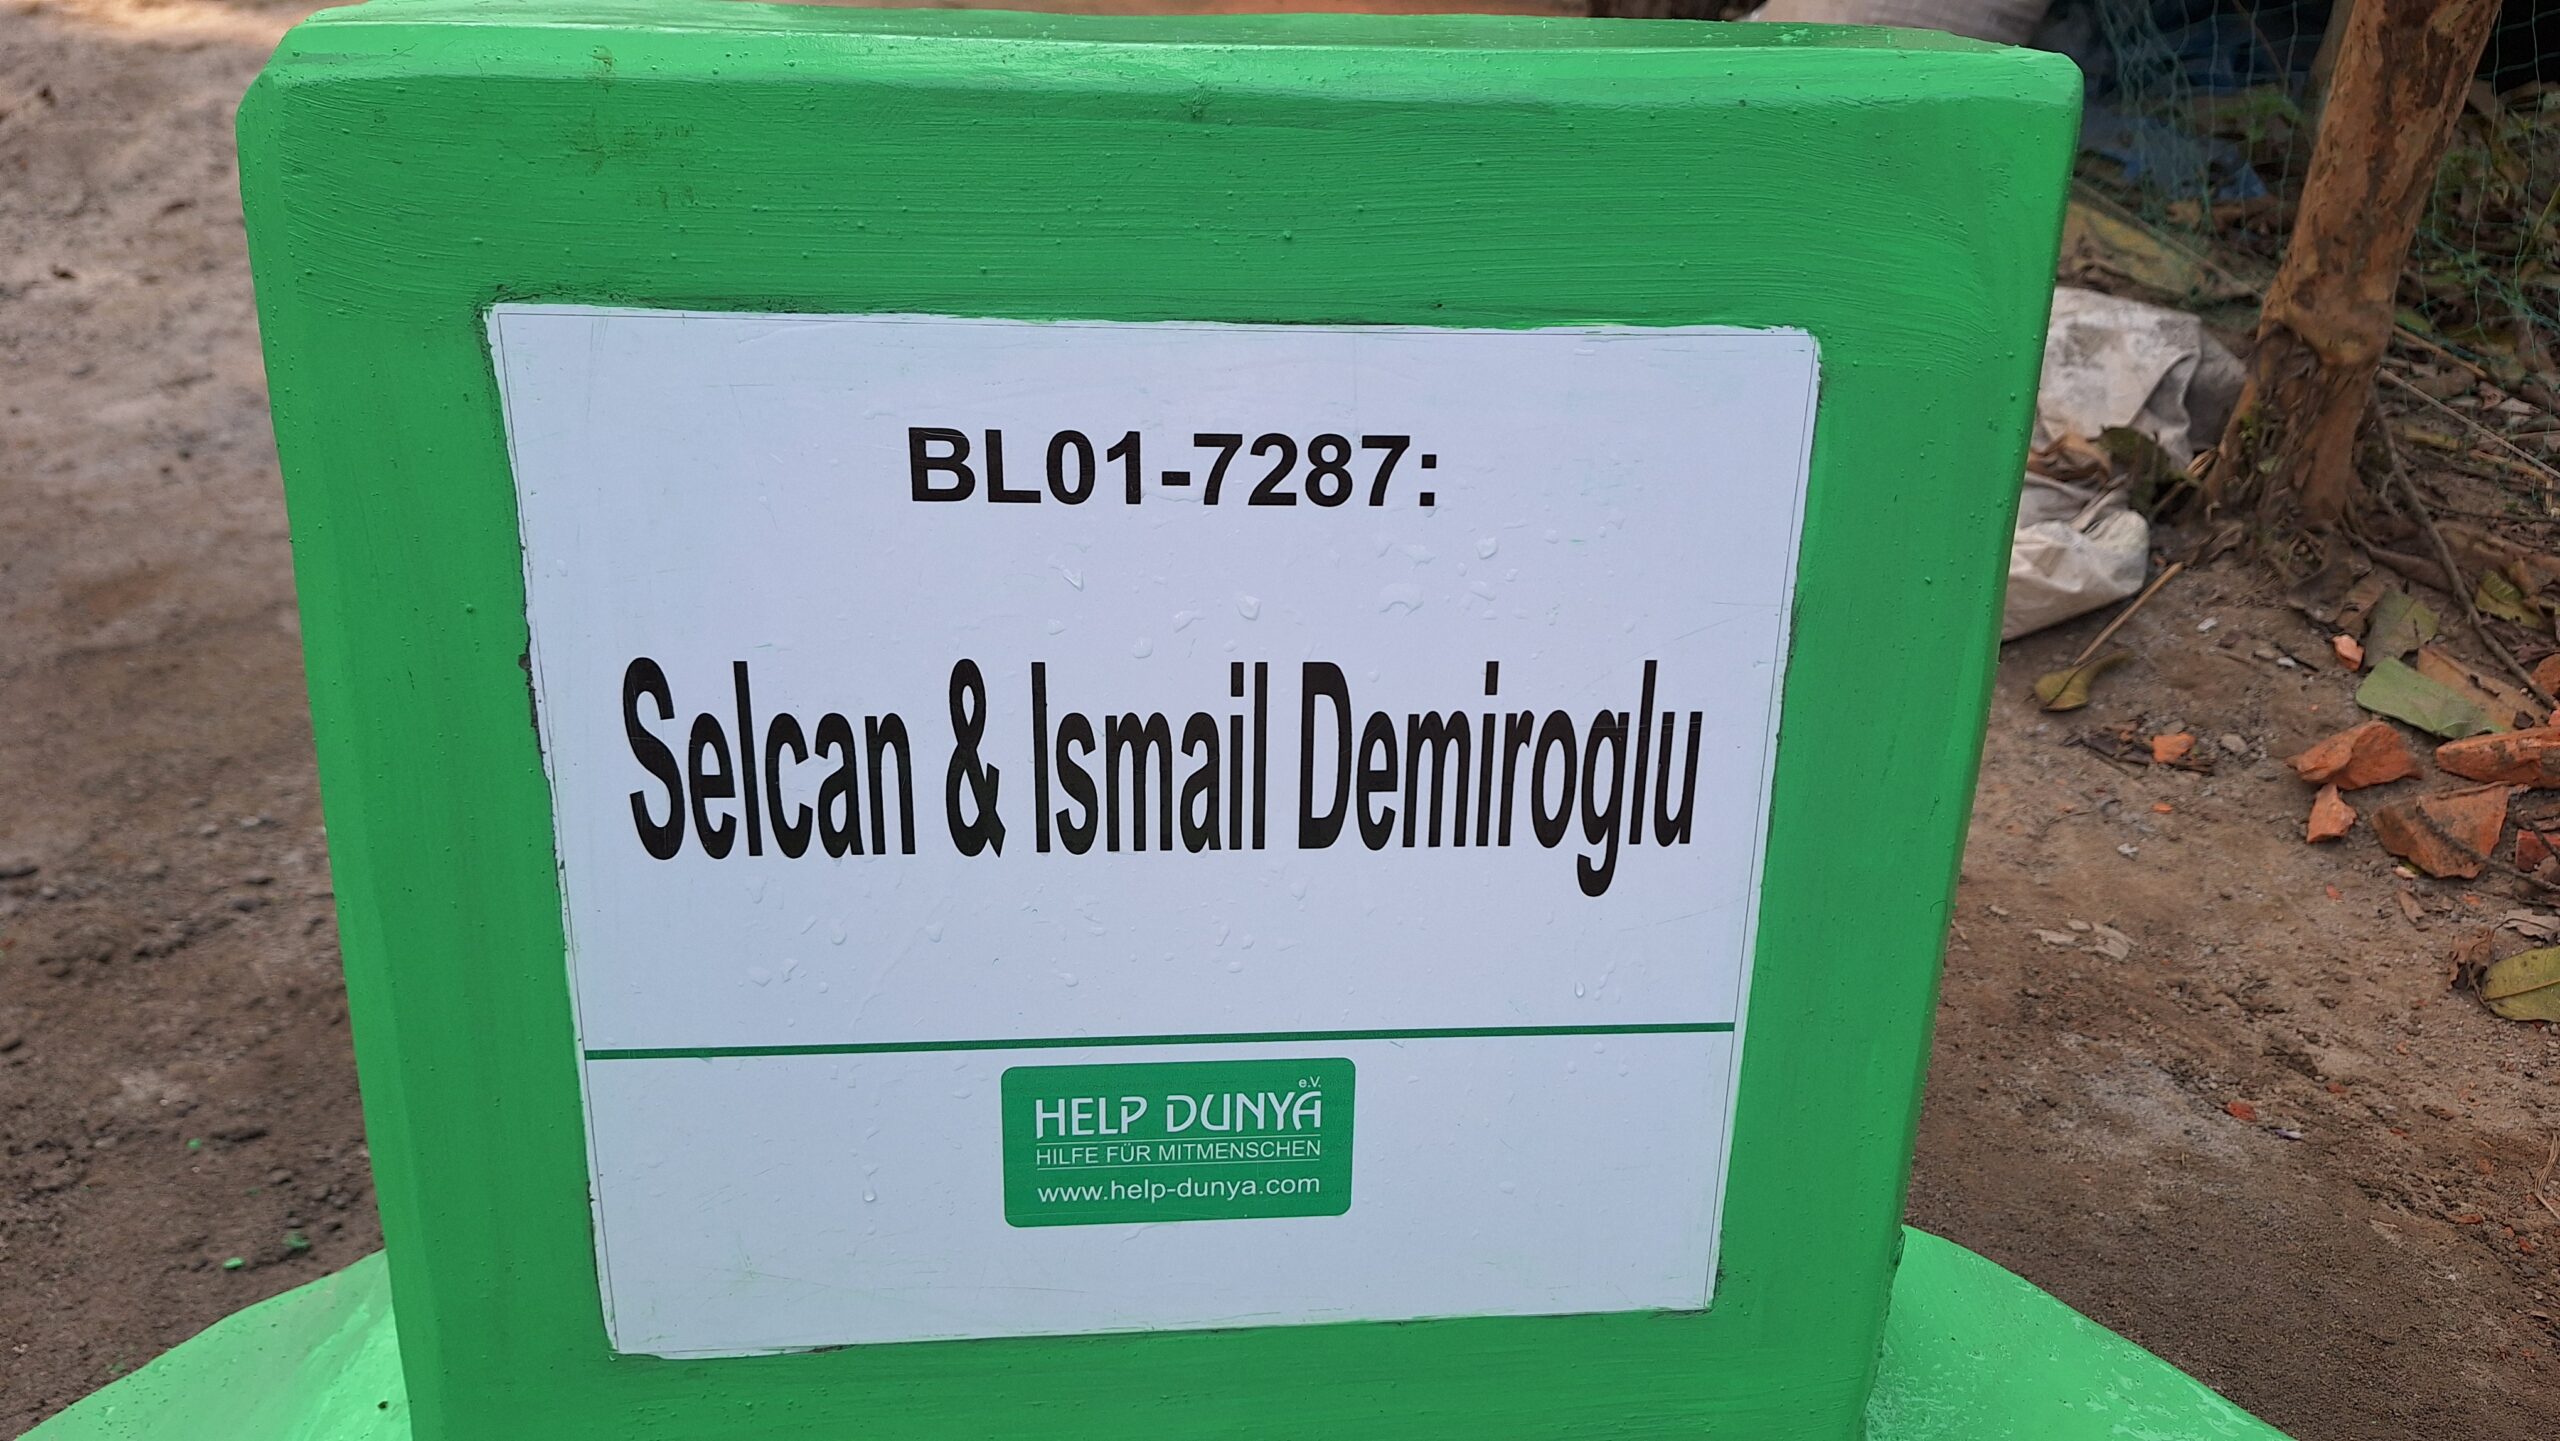 BL01-7287:
Selcan & Ismail Demiroglu
e.V.
HELP DUNYA
HILFE FÜR MITMENSCHEN
www.help-dunya.com